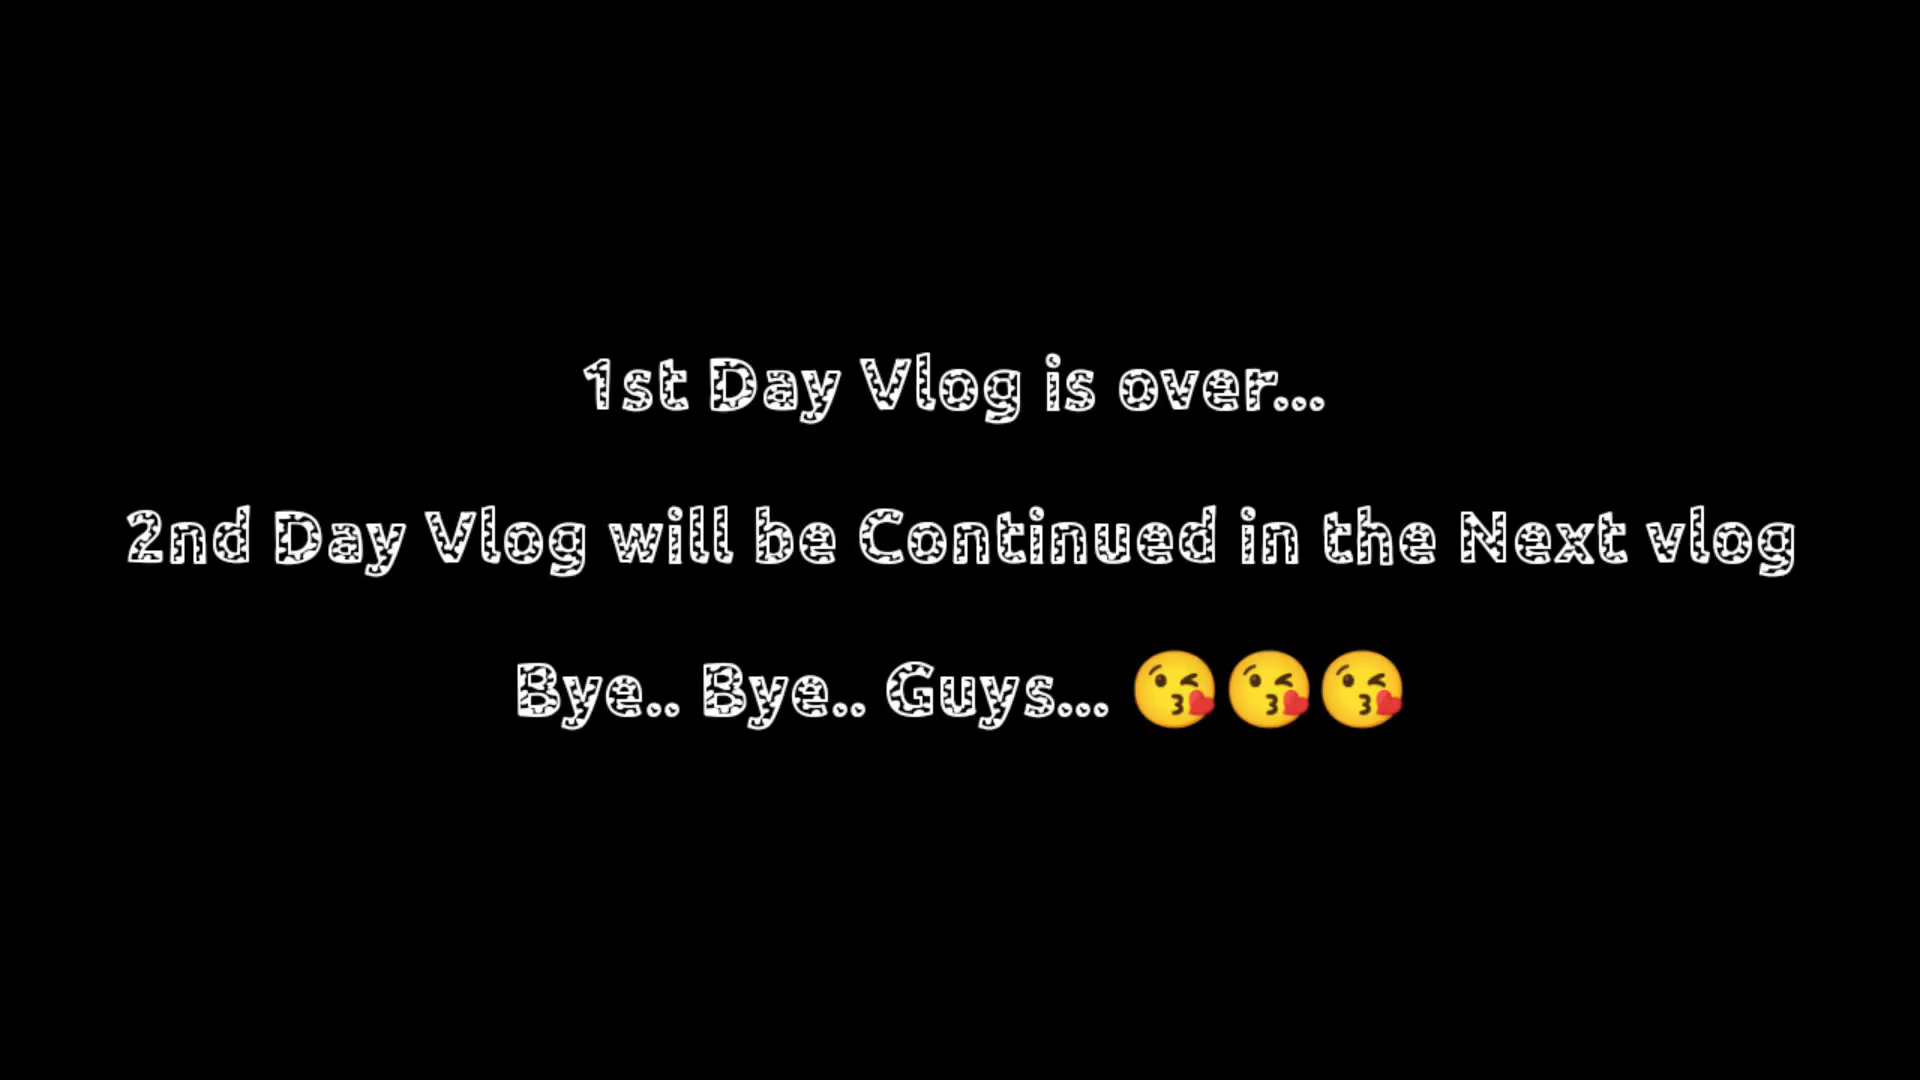 1st Day Vlog is over...
2nd Day Vlog will be Continued in the Next vlog
Bye.. Bye.. Guys... 😘😘😘